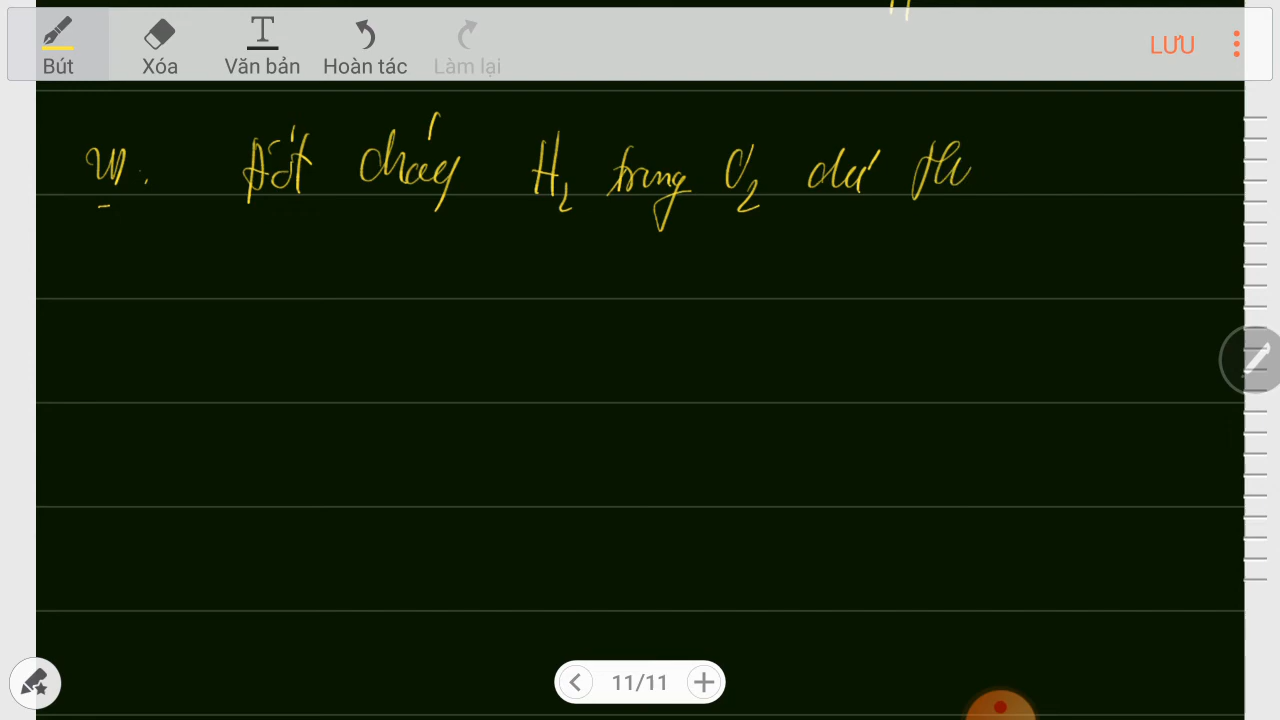 Bút Xóa Văn bản Hoàn tác Làm lại LƯU
VD. Đốt cháy H₂ trong O₂ dư thu
11/11